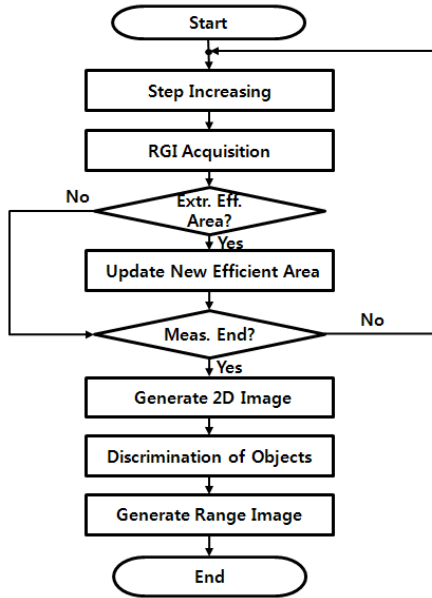 Start
Step Increasing
RGI Acquisition
No
Extr. Eff.
Area?
Yes
Update New Efficient Area
Meas. End?
No
Yes
Generate 2D Image
Discrimination of Objects
Generate Range Image
End